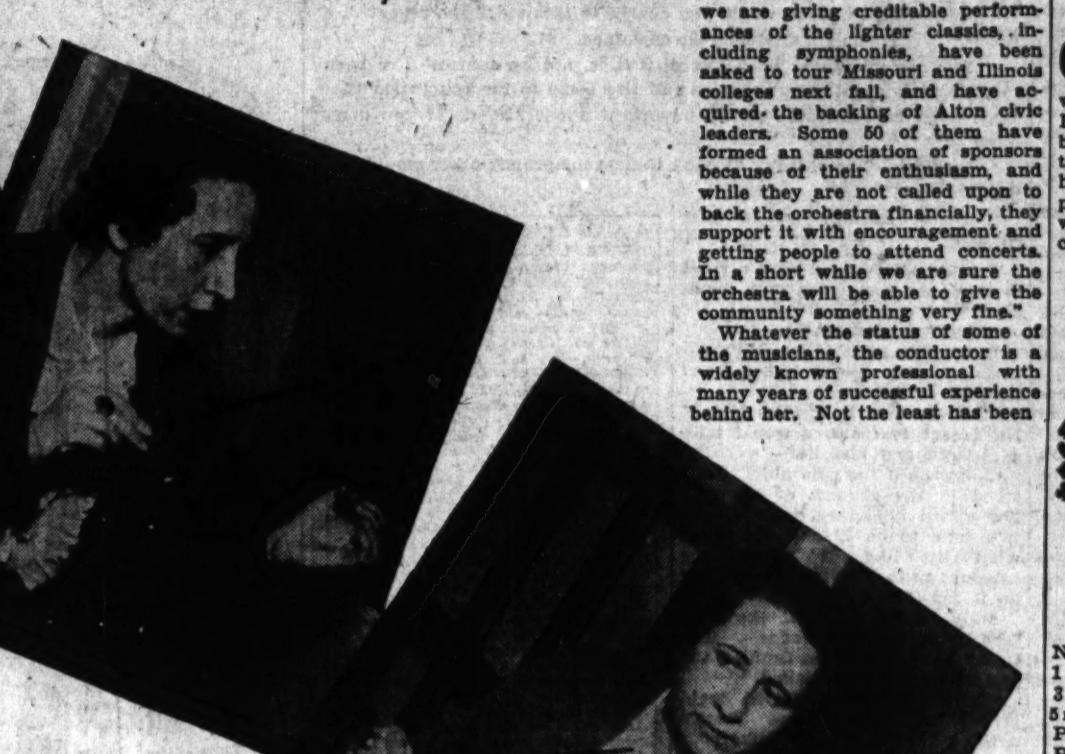 we are giving creditable perform-
ances of the lighter classics, in-
cluding symphonies, have been
asked to tour Missouri and Illinois
colleges next fall, and have ac-
quired the backing of Alton civic
leaders. Some 50 of them have
formed an association of sponsors
because of their enthusiasm, and
while they are not called upon to
back the orchestra financially, they
support it with encouragement and
getting people to attend concerts.
In a short while we are sure the
orchestra will be able to give the
community something very fine."
Whatever the status of some of
the musicians, the conductor is a
widely known professional with
many years of successful experience
behind her. Not the least has been
N
1
3
5